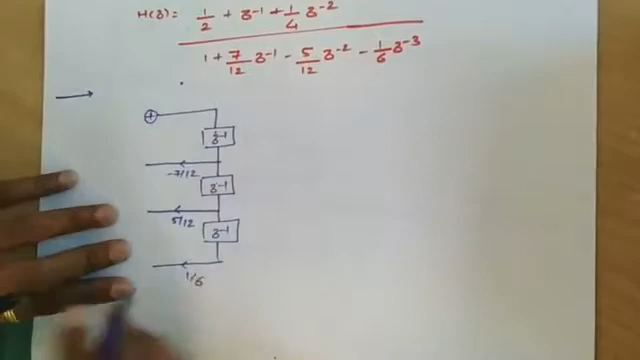 H(z) = 1/2 + z⁻¹ + 1/4 z⁻²
1 + 7/12 z⁻¹ - 5/12 z⁻² - 1/6 z⁻³
+
z⁻¹
-7/12
z⁻¹
5/12
z⁻¹
1/6